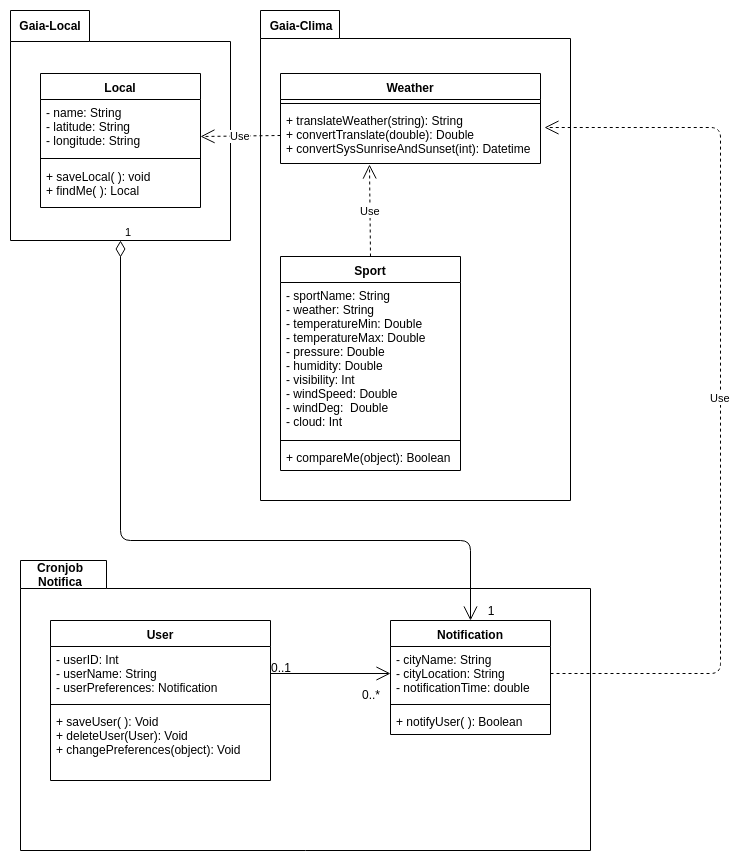 Gaia-Local
Local
- name: String
- latitude: String
- longitude: String
+ saveLocal( ): void
+ findMe( ): Local
1
Use
Gaia-Clima
Weather
+ translateWeather(string): String
+ convertTranslate(double): Double
+ convertSysSunriseAndSunset(int): Datetime
Use
Sport
- sportName: String
- weather: String
- temperatureMin: Double
- temperatureMax: Double
- pressure: Double
- humidity: Double
- visibility: Int
- windSpeed: Double
- windDeg:  Double
- cloud: Int
+ compareMe(object): Boolean
Use
Cronjob
Notifica
User
- userID: Int
- userName: String
- userPreferences: Notification
+ saveUser( ): Void
+ deleteUser(User): Void
+ changePreferences(object): Void
0..1
0..*
1
Notification
- cityName: String
- cityLocation: String
- notificationTime: double
+ notifyUser( ): Boolean